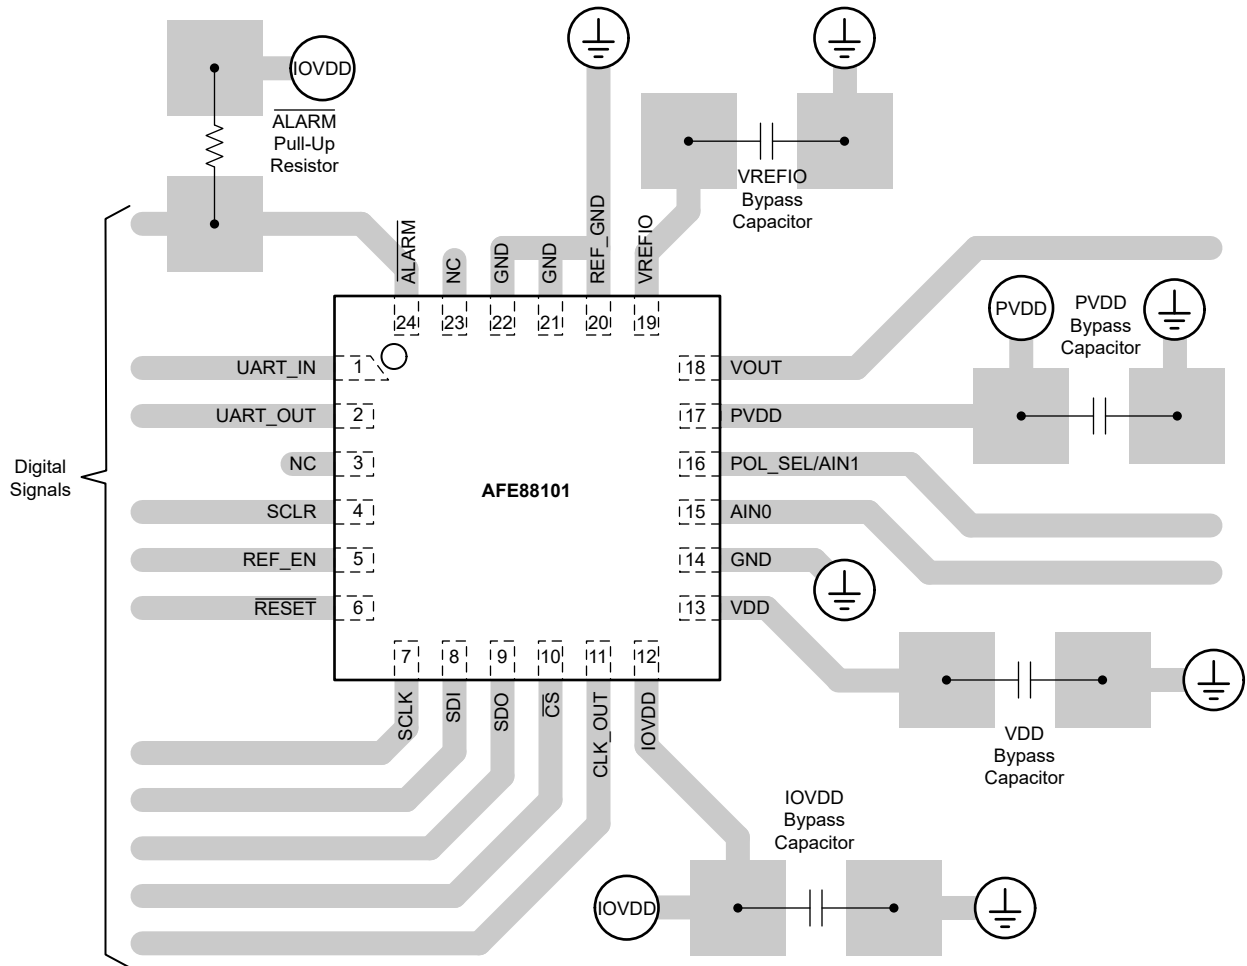 IOVDD
ALARM
Pull-Up
Resistor
VREFIO
Bypass
Capacitor
ALARM
NC
GND
GND
REF_GND
VREFIO
24
23
22
21
20
19
PVDD
PVDD
Bypass
Capacitor
UART_IN 1
18 VOUT
UART_OUT 2
17 PVDD
NC 3
16 POL_SEL/AIN1
Digital
Signals
AFE88101
SCLR 4
15 AIN0
REF_EN 5
14 GND
RESET 6
13 VDD
7
8
9
10
11
12
SCLK
SDI
SDO
CS
CLK_OUT
IOVDD
VDD
Bypass
Capacitor
IOVDD
Bypass
Capacitor
IOVDD